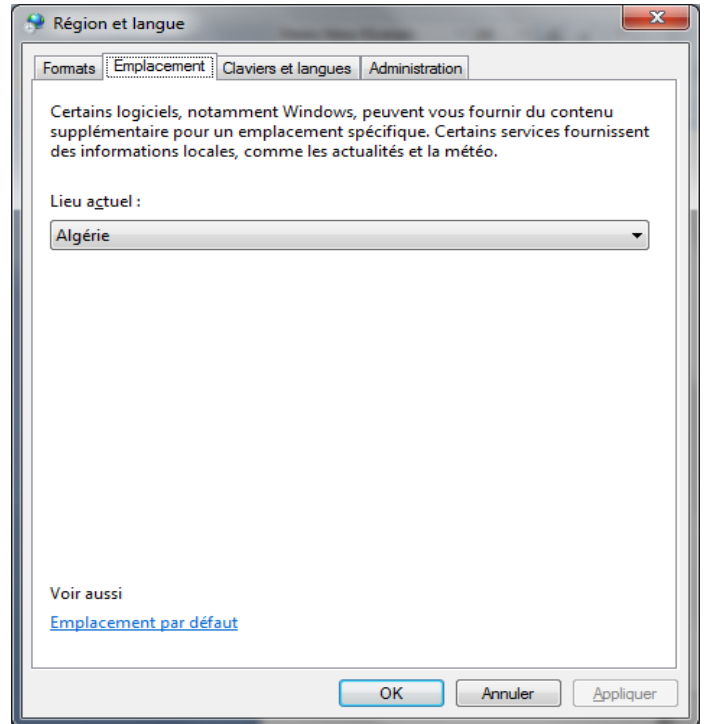 Région et langue
Formats
Emplacement
Claviers et langues
Administration
Certains logiciels, notamment Windows, peuvent vous fournir du contenu
supplémentaire pour un emplacement spécifique. Certains services fournissent
des informations locales, comme les actualités et la météo.
Lieu actuel :
Algérie
Voir aussi
Emplacement par défaut
OK
Annuler
Appliquer